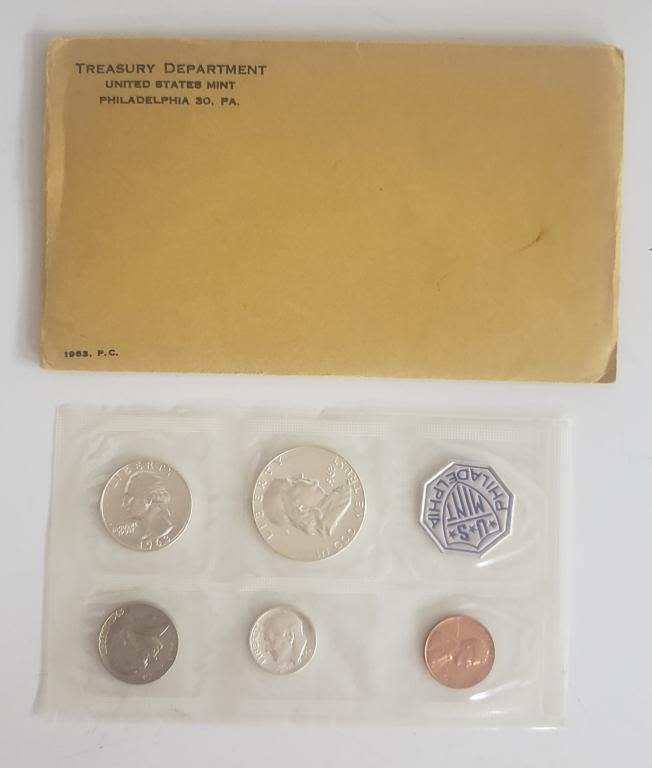 TREASURY DEPARTMENT
UNITED STATES MINT
PHILADELPHIA 30, PA.
1963, P.C.
LIBERTY
1963
LIBERTY
PHILADELPHIA
U·S
MINT